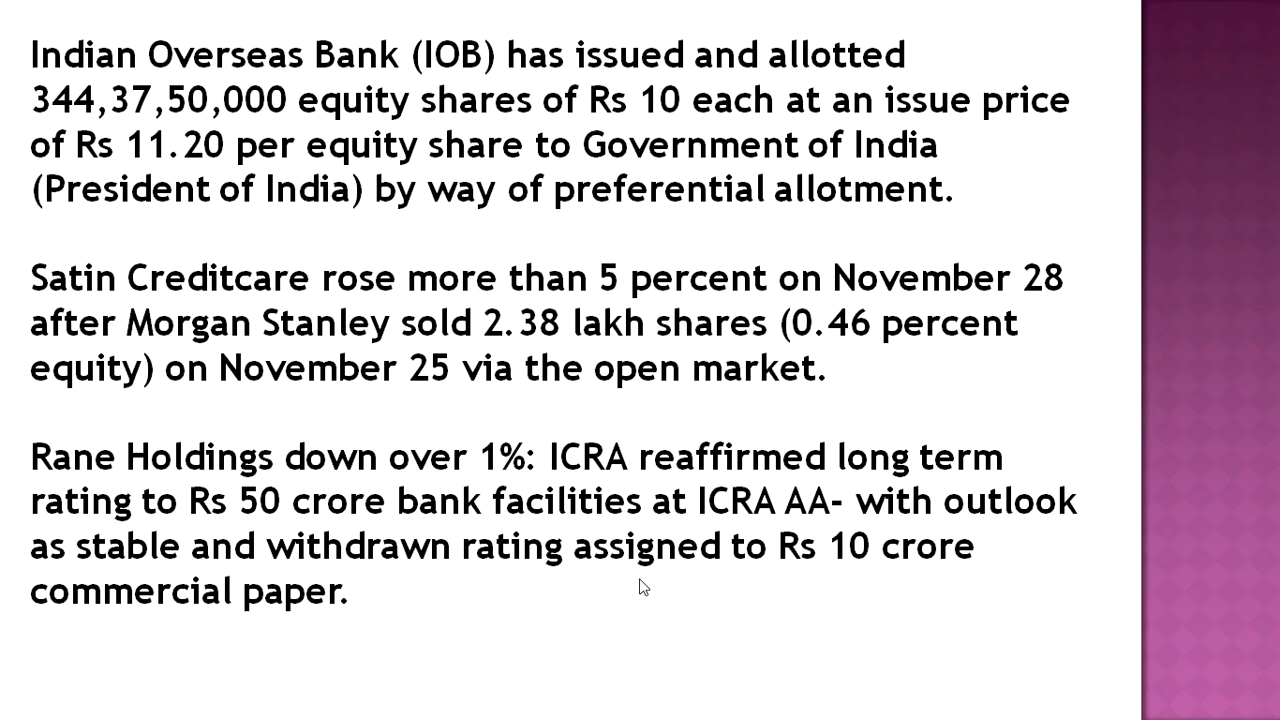 Indian Overseas Bank (IOB) has issued and allotted
344,37,50,000 equity shares of Rs 10 each at an issue price
of Rs 11.20 per equity share to Government of India
(President of India) by way of preferential allotment.
Satin Creditcare rose more than 5 percent on November 28
after Morgan Stanley sold 2.38 lakh shares (0.46 percent
equity) on November 25 via the open market.
Rane Holdings down over 1%: ICRA reaffirmed long term
rating to Rs 50 crore bank facilities at ICRA AA- with outlook
as stable and withdrawn rating assigned to Rs 10 crore
commercial paper.